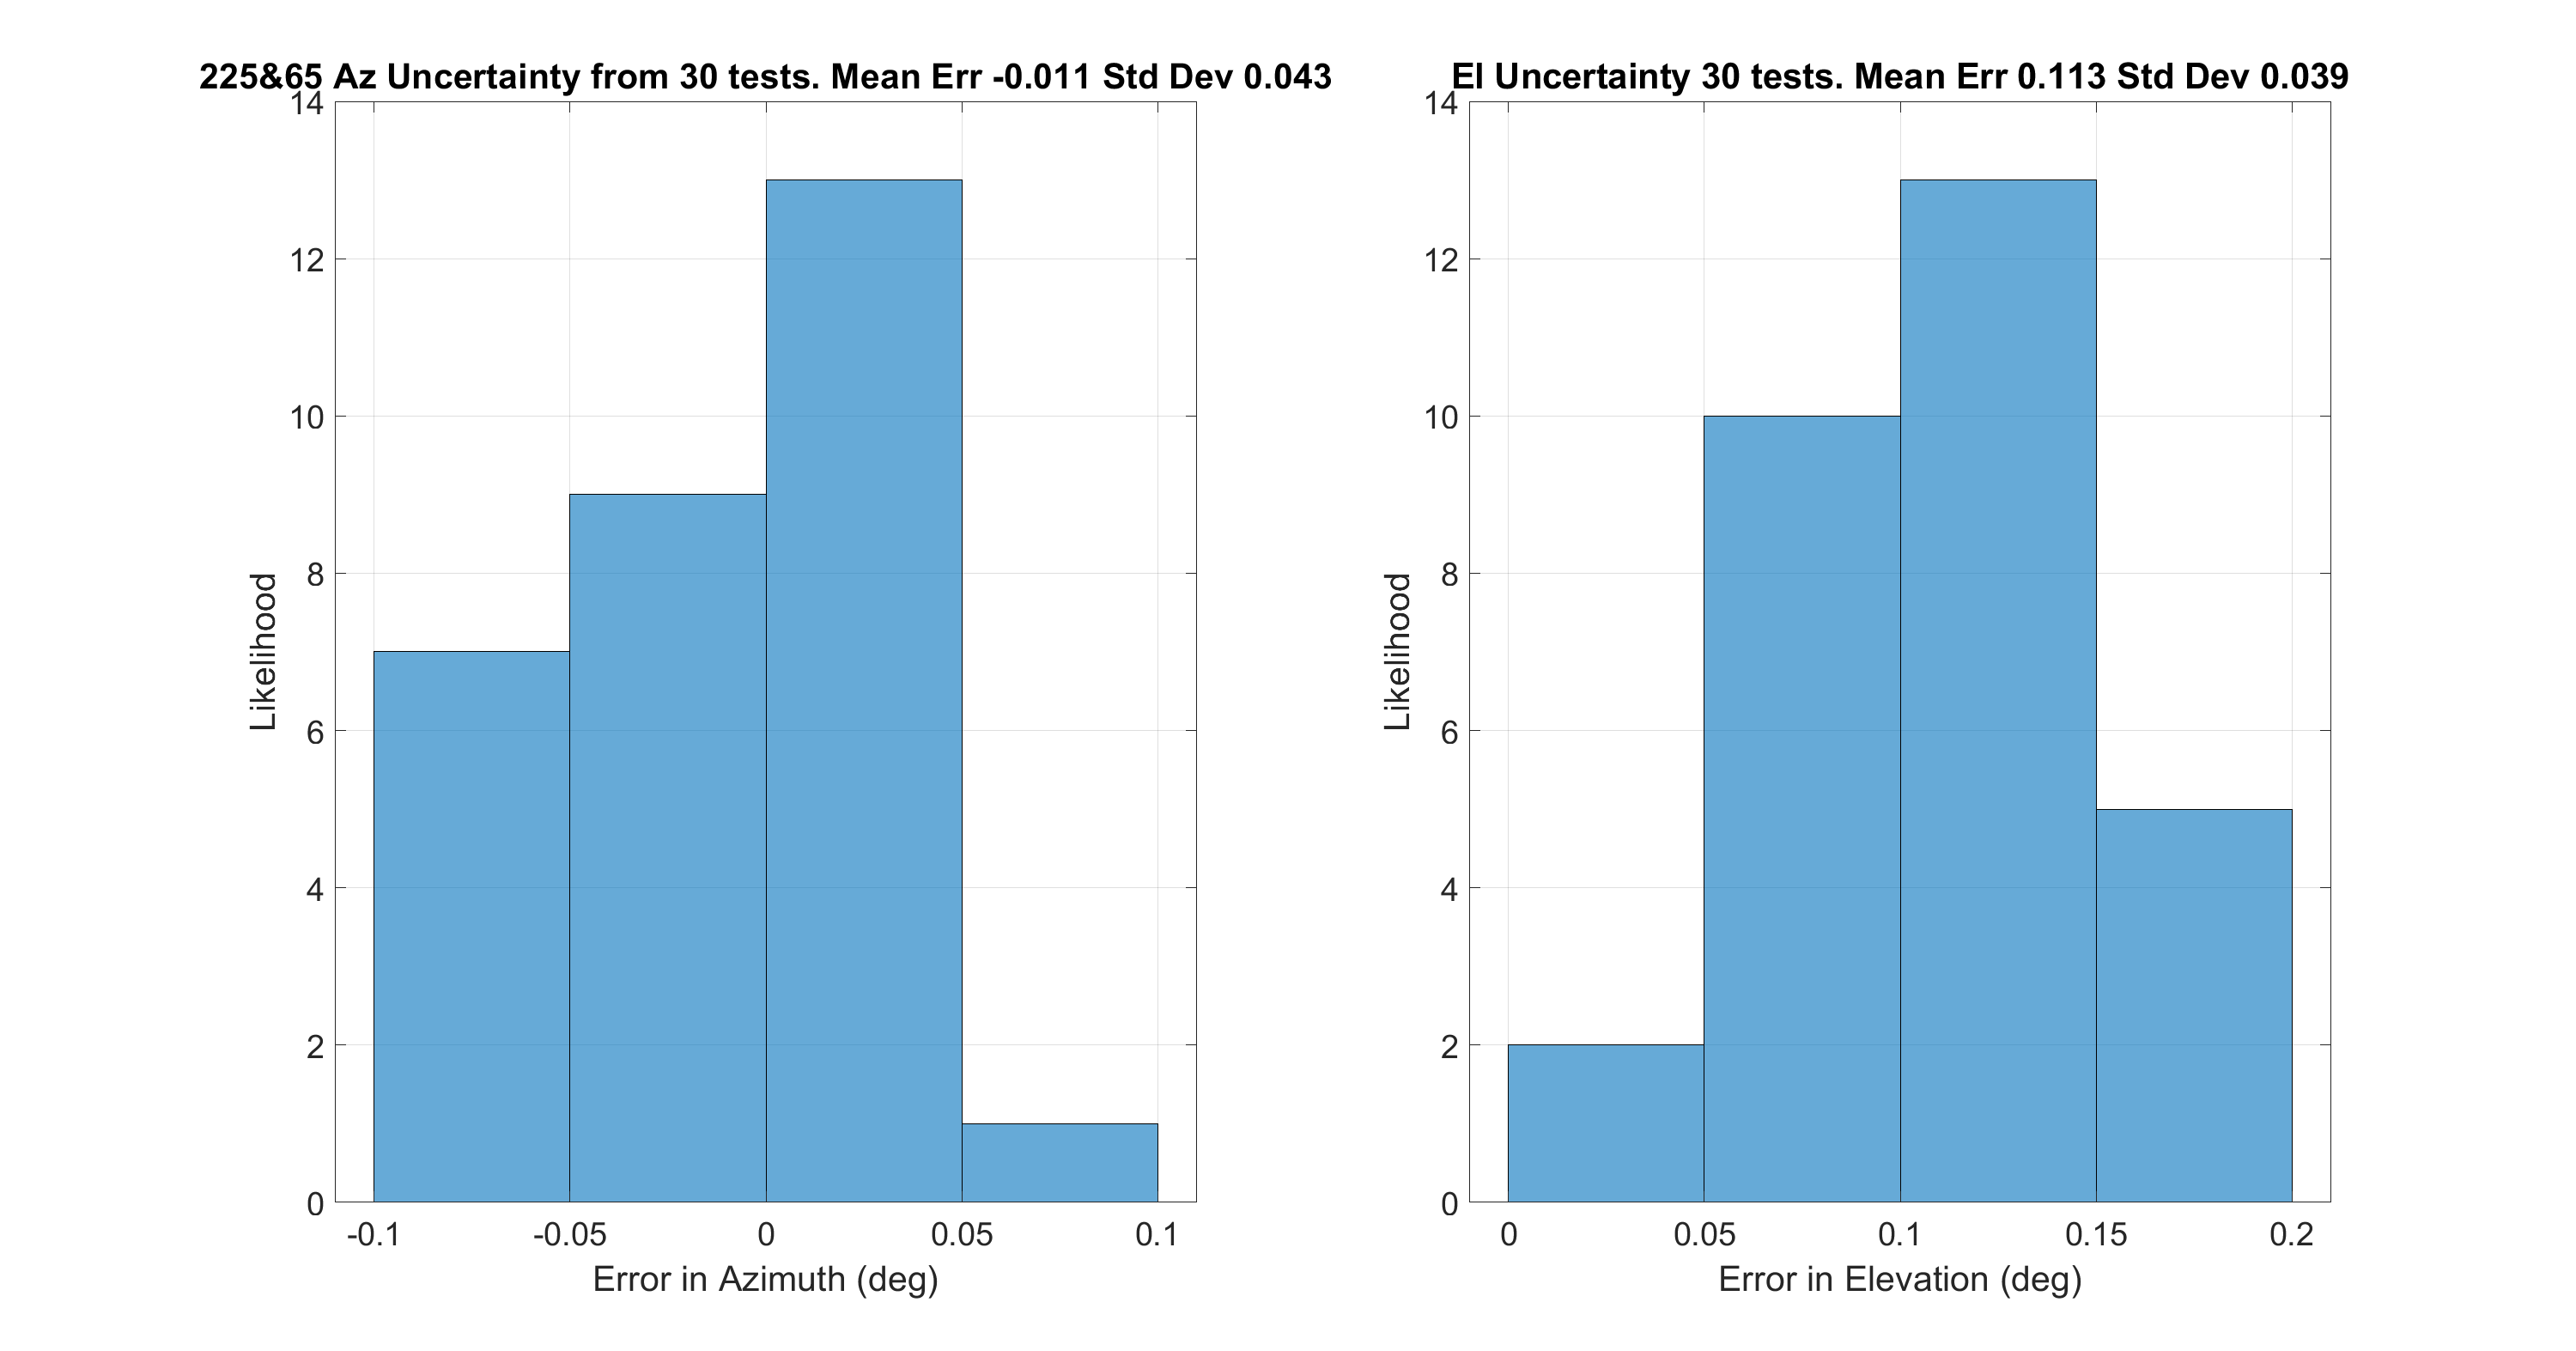 225&65 Az Uncertainty from 30 tests. Mean Err -0.011 Std Dev 0.043
14
12
10
8
6
4
2
0
Likelihood
-0.1 -0.05 0 0.05 0.1
Error in Azimuth (deg)
El Uncertainty 30 tests. Mean Err 0.113 Std Dev 0.039
14
12
10
8
6
4
2
0
Likelihood
0 0.05 0.1 0.15 0.2
Error in Elevation (deg)